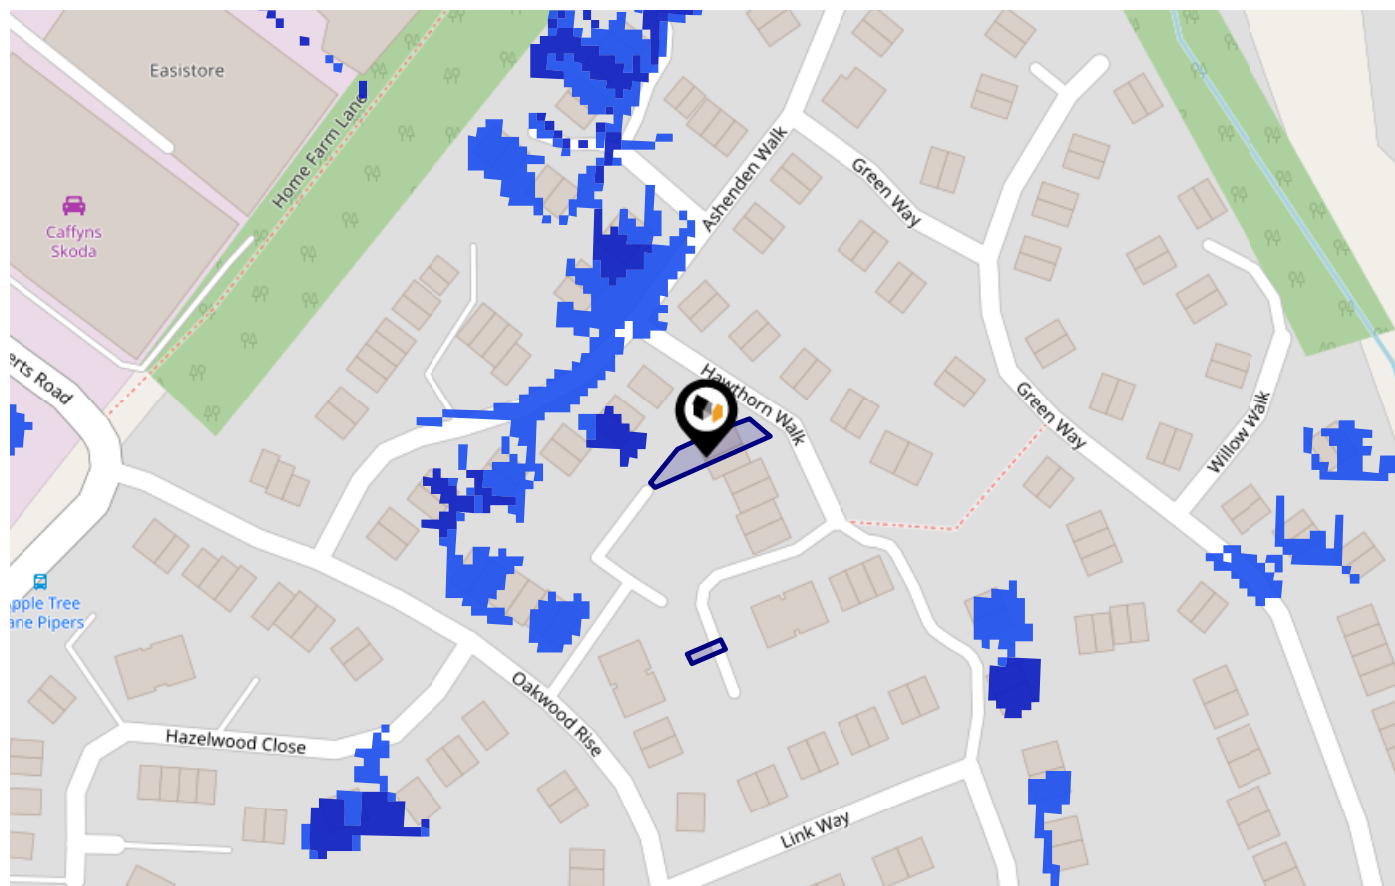 Easistore
Home Farm Lane
Caffyns
Skoda
Ashenden Walk
Green Way
erts Road
Hawthorn Walk
Green Way
Willow Walk
pple Tree
ane Pipers
Oakwood Rise
Hazelwood Close
Link Way